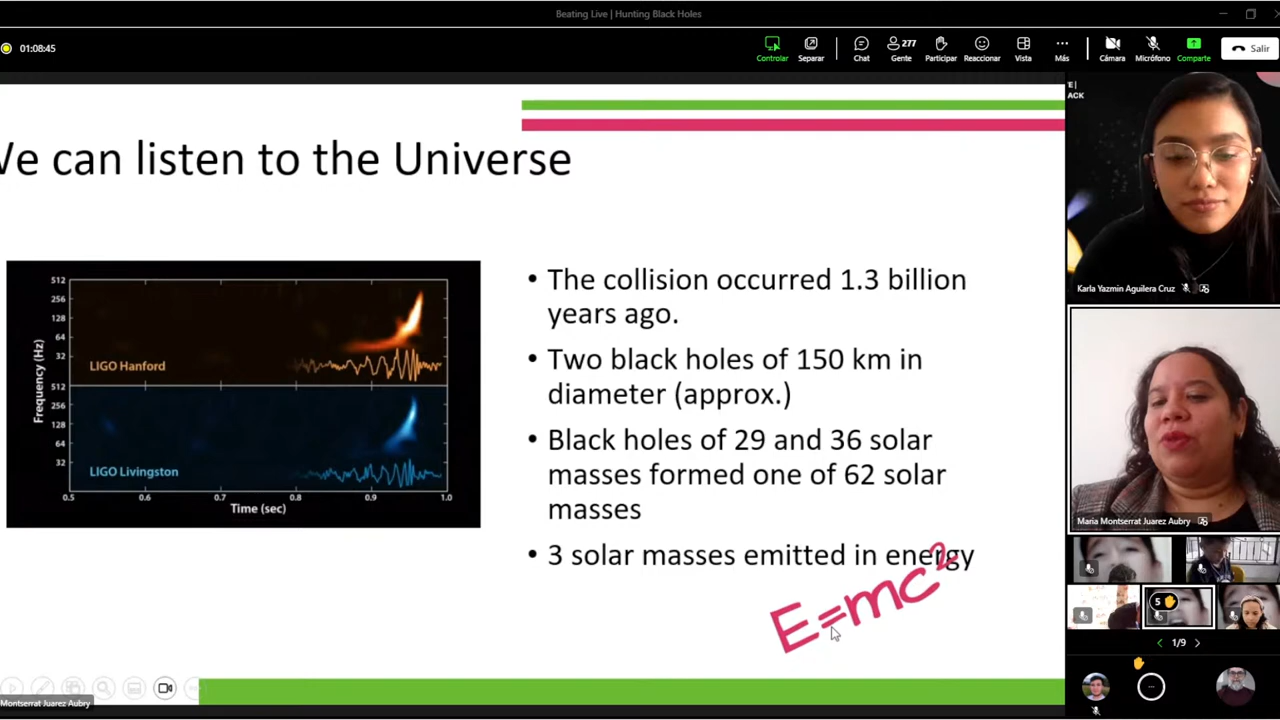 Beating Live | Hunting Black Holes
01:08:45
Controlar
Separar
Chat
277
Gente
Participar
Reaccionar
Vista
Más
Cámara
Micrófono
Comparte
Salir
We can listen to the Universe
512
256
128
64
32
LIGO Hanford
512
256
128
64
32
LIGO Livingston
Frequency (Hz)
0.5 0.6 0.7 0.8 0.9 1.0
Time (sec)
• The collision occurred 1.3 billion
years ago.
• Two black holes of 150 km in
diameter (approx.)
• Black holes of 29 and 36 solar
masses formed one of 62 solar
masses
• 3 solar masses emitted in energy
E=mc²
Montserrat Juarez Aubry
E |
ACK
Karla Yazmin Aguilera Cruz
Maria Montserrat Juarez Aubry
5
1/9